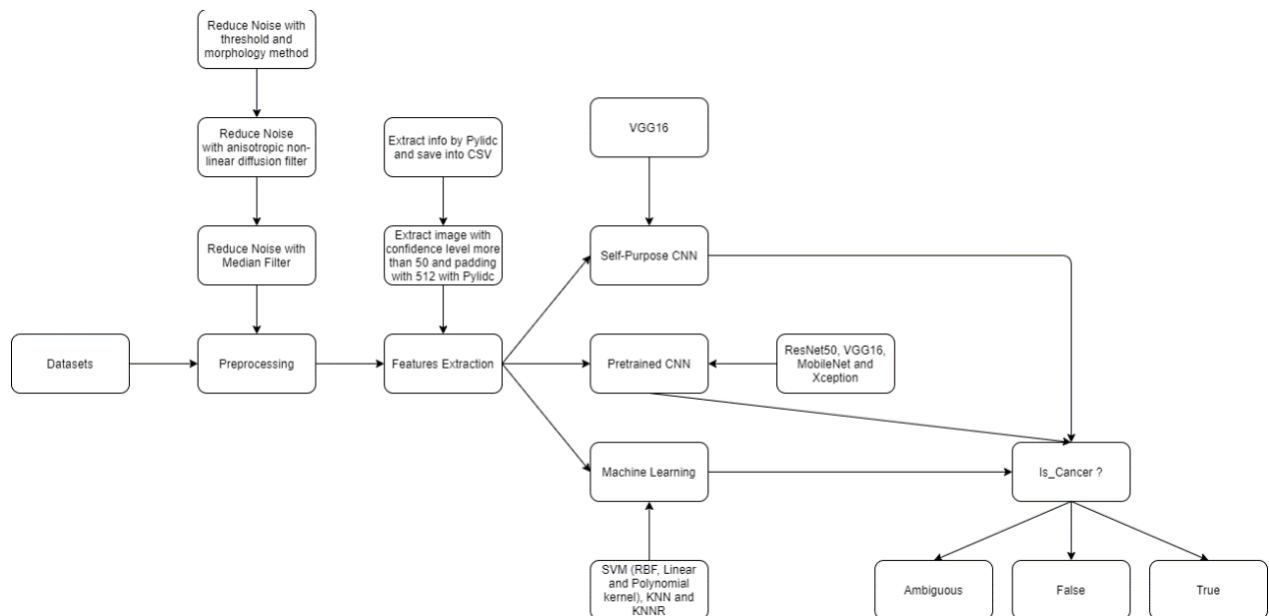 Reduce Noise with
threshold and
morphology method
Reduce Noise
with anisotropic non-
linear diffusion filter
Extract info by Pylidc
and save into CSV
VGG16
Reduce Noise with
Median Filter
Extract image with
confidence level more
than 50 and padding
with 512 with Pylidc
Self-Purpose CNN
Datasets
Preprocessing
Features Extraction
Pretrained CNN
ResNet50, VGG16,
MobileNet and
Xception
Machine Learning
Is_Cancer ?
SVM (RBF, Linear
and Polynomial
kernel), KNN and
KNNR
Ambiguous
False
True